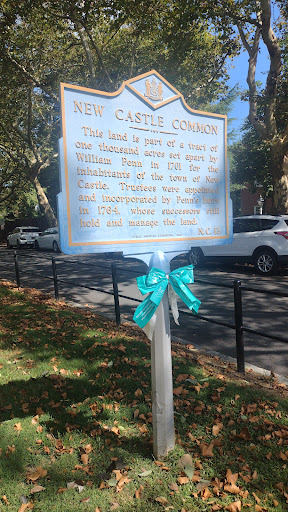 NEW CASTLE COMMON
This land is part of a tract of
one thousand acres set apart by
William Penn in 1701 for the
inhabitants of the town of New
Castle. Trustees were appointed
and incorporated by Penn's heirs
in 1764, whose successors still
hold and manage the land.